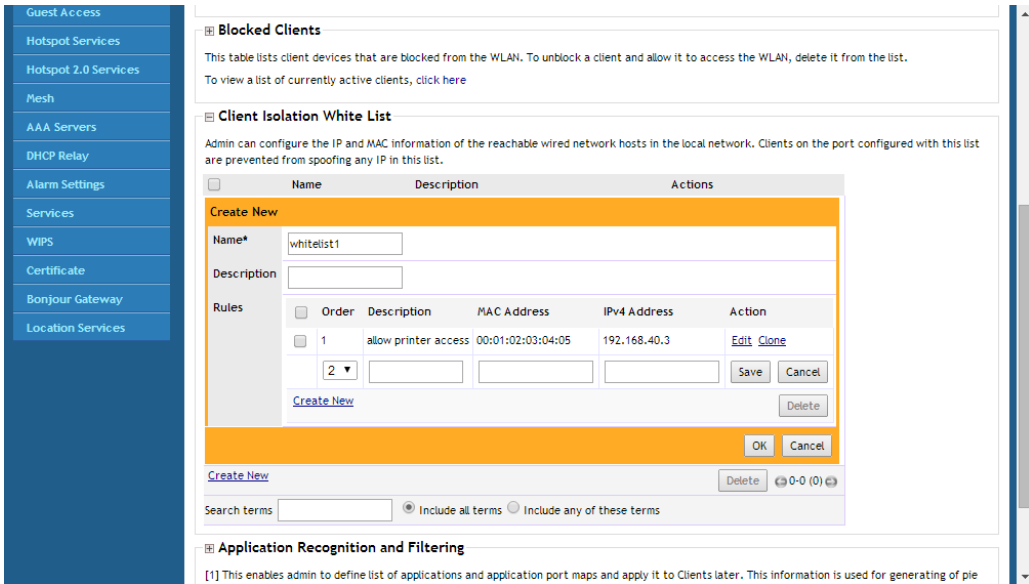 Guest Access
Hotspot Services
Hotspot 2.0 Services
Mesh
AAA Servers
DHCP Relay
Alarm Settings
Services
WIPS
Certificate
Bonjour Gateway
Location Services
Blocked Clients
This table lists client devices that are blocked from the WLAN. To unblock a client and allow it to access the WLAN, delete it from the list.
To view a list of currently active clients, click here
Client Isolation White List
Admin can configure the IP and MAC information of the reachable wired network hosts in the local network. Clients on the port configured with this list
are prevented from spoofing any IP in this list.
Name Description Actions
Create New
Name* whitelist1
Description
Rules Order Description MAC Address IPv4 Address Action
1 allow printer access 00:01:02:03:04:05 192.168.40.3 Edit Clone
2 Save Cancel
Create New Delete
OK Cancel
Create New Delete 0-0 (0)
Search terms Include all terms Include any of these terms
Application Recognition and Filtering
[1] This enables admin to define list of applications and application port maps and apply it to Clients later. This information is used for generating of pie